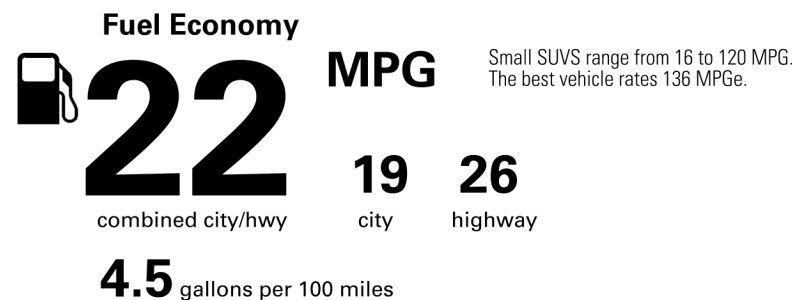 Fuel Economy
22
MPG
Small SUVS range from 16 to 120 MPG.
The best vehicle rates 136 MPGe.
19 26
combined city/hwy city highway
4.5 gallons per 100 miles